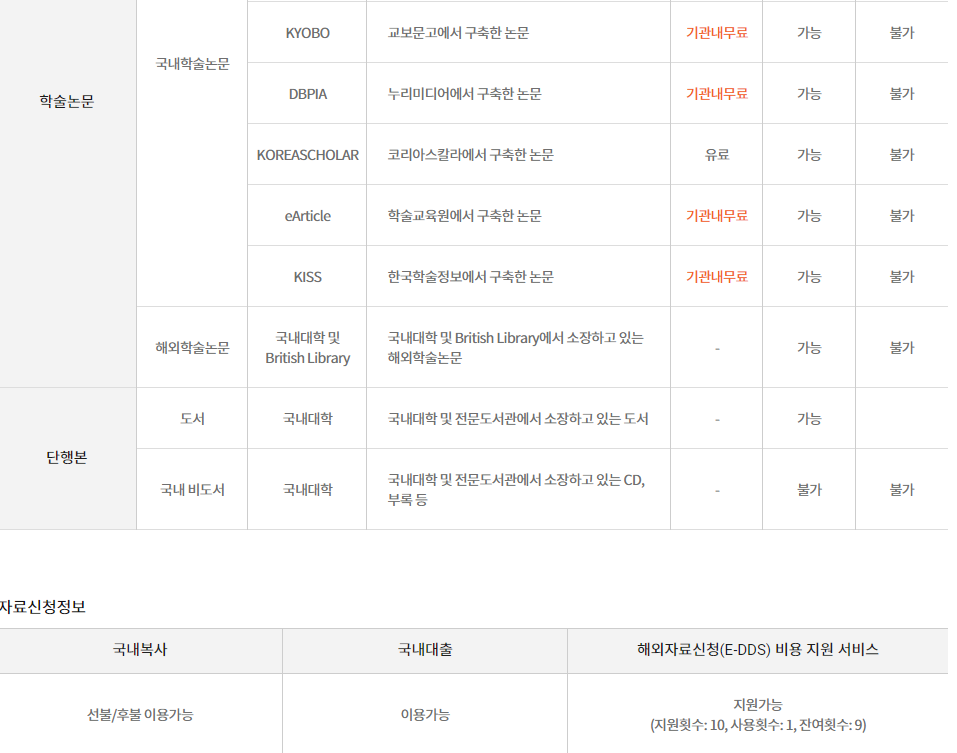 학술논문
국내학술논문
KYOBO 교보문고에서 구축한 논문 기관내무료 가능 불가
DBPIA 누리미디어에서 구축한 논문 기관내무료 가능 불가
KOREASCHOLAR 코리아스칼라에서 구축한 논문 유료 가능 불가
eArticle 학술교육원에서 구축한 논문 기관내무료 가능 불가
KISS 한국학술정보에서 구축한 논문 기관내무료 가능 불가
해외학술논문
국내대학 및
British Library
국내대학 및 British Library에서 소장하고 있는
해외학술논문
- 가능 불가
단행본
도서 국내대학 국내대학 및 전문도서관에서 소장하고 있는 도서 - 가능
국내 비도서 국내대학
국내대학 및 전문도서관에서 소장하고 있는 CD,
부록 등
- 불가 불가
자료신청정보
국내복사 국내대출 해외자료신청(E-DDS) 비용 지원 서비스
선불/후불 이용가능 이용가능
지원가능
(지원횟수: 10, 사용횟수: 1, 잔여횟수: 9)